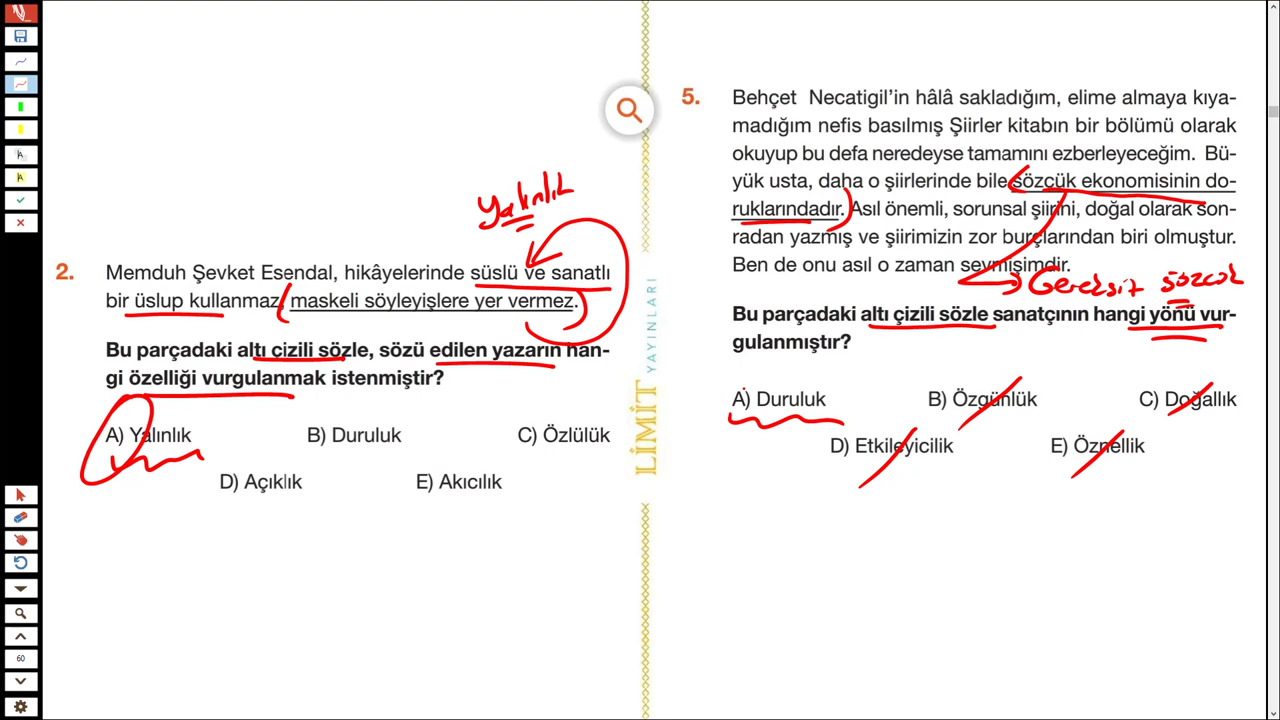 2.
Memduh Şevket Esendal, hikâyelerinde süslü ve sanatlı
bir üslup kullanmaz, maskeli söyleyişlere yer vermez.
Bu parçadaki altı çizili sözle, sözü edilen yazarın han-
gi özelliği vurgulanmak istenmiştir?
A) Yalınlık B) Duruluk C) Özlülük
D) Açıklık E) Akıcılık
Yalınlık
LİMİT YAYINLARI
5.
Behçet Necatigil’in hâlâ sakladığım, elime almaya kıya-
madığım nefis basılmış Şiirler kitabın bir bölümü olarak
okuyup bu defa neredeyse tamamını ezberleyeceğim. Bü-
yük usta, daha o şiirlerinde bile sözcük ekonomisinin do-
ruklarındadır. Asıl önemli, sorunsal şiirini, doğal olarak son-
radan yazmış ve şiirimizin zor burçlarından biri olmuştur.
Ben de onu asıl o zaman sevmişimdir.
Gereksiz sözcük
Bu parçadaki altı çizili sözle sanatçının hangi yönü vur-
gulanmıştır?
A) Duruluk B) Özgünlük C) Doğallık
D) Etkileyicilik E) Öznellik
60